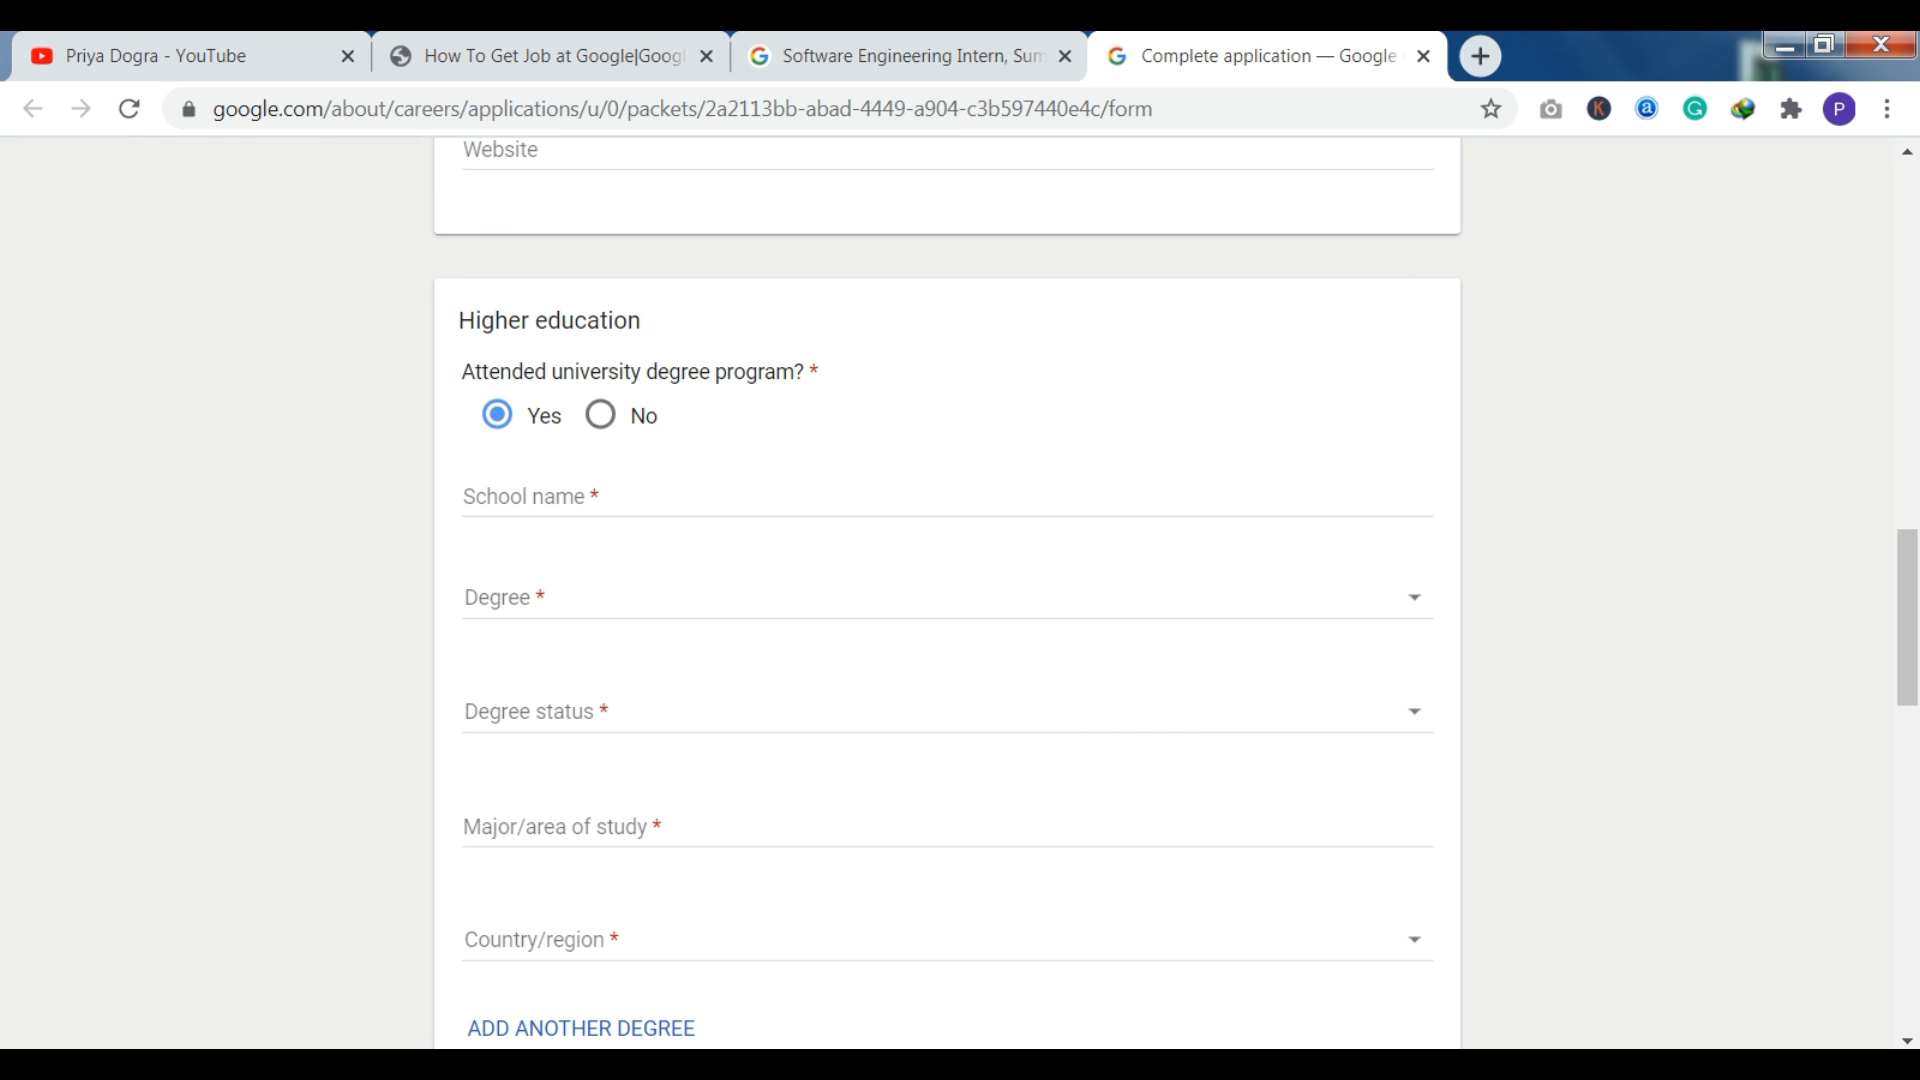 Priya Dogra - YouTube
How To Get Job at Google|Googl
Software Engineering Intern, Sum
Complete application — Google
google.com/about/careers/applications/u/0/packets/2a2113bb-abad-4449-a904-c3b597440e4c/form
K a G P
Website
Higher education
Attended university degree program? *
Yes No
School name *
Degree *
Degree status *
Major/area of study *
Country/region *
ADD ANOTHER DEGREE